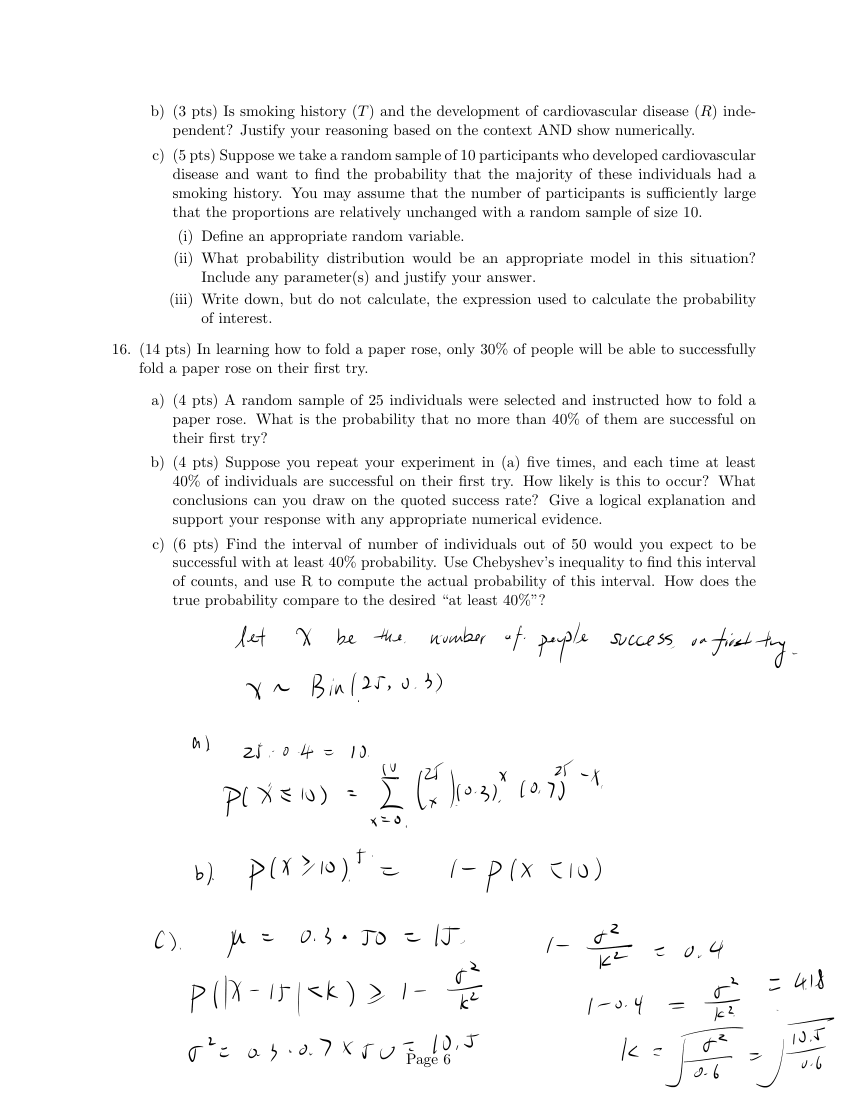 b) (3 pts) Is smoking history (T) and the development of cardiovascular disease (R) inde-
pendent? Justify your reasoning based on the context AND show numerically.
c) (5 pts) Suppose we take a random sample of 10 participants who developed cardiovascular
disease and want to find the probability that the majority of these individuals had a
smoking history. You may assume that the number of participants is sufficiently large
that the proportions are relatively unchanged with a random sample of size 10.
(i) Define an appropriate random variable.
(ii) What probability distribution would be an appropriate model in this situation?
Include any parameter(s) and justify your answer.
(iii) Write down, but do not calculate, the expression used to calculate the probability
of interest.
16. (14 pts) In learning how to fold a paper rose, only 30% of people will be able to successfully
fold a paper rose on their first try.
a) (4 pts) A random sample of 25 individuals were selected and instructed how to fold a
paper rose. What is the probability that no more than 40% of them are successful on
their first try?
b) (4 pts) Suppose you repeat your experiment in (a) five times, and each time at least
40% of individuals are successful on their first try. How likely is this to occur? What
conclusions can you draw on the quoted success rate? Give a logical explanation and
support your response with any appropriate numerical evidence.
c) (6 pts) Find the interval of number of individuals out of 50 would you expect to be
successful with at least 40% probability. Use Chebyshev's inequality to find this interval
of counts, and use R to compute the actual probability of this interval. How does the
true probability compare to the desired "at least 40%"?
let X be the number of people success on first try.
X ~ Bin(25, 0.3)
a) 25 · 0.4 = 10
P(X ≤ 10) = ∑_{x=0}^{10} (25 x)(0.3)^x (0.7)^{25-x}
b) P(X ≥ 10)^5 = 1 - P(X < 10)
c). μ = 0.3 · 50 = 15
P(|X - 15| < k) ≥ 1 - σ²/k²
σ² = 0.3 · 0.7 × 50 = 10.5
1 - σ²/k² = 0.4
1 - 0.4 = σ²/k²
k = √(σ²/0.6) = √(10.5/0.6) = 4.18
Page 6